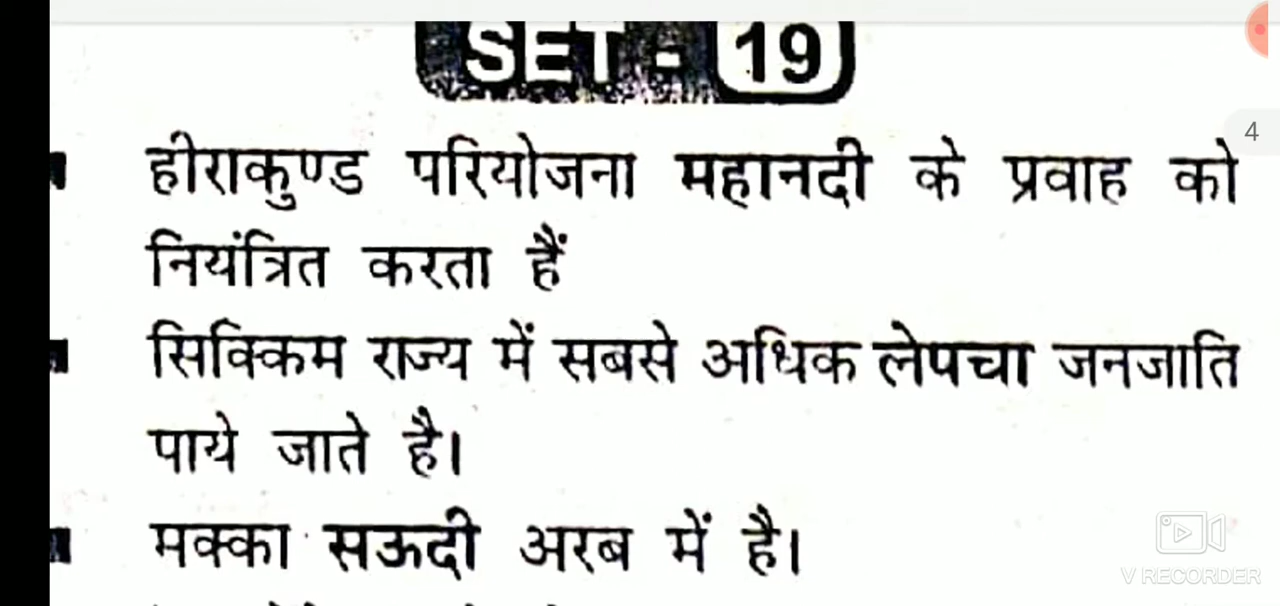 SET - 19
4
हीराकुण्ड परियोजना महानदी के प्रवाह को
नियंत्रित करता हैं
सिक्किम राज्य में सबसे अधिक लेपचा जनजाति
पाये जाते है।
मक्का सऊदी अरब में है।
V RECORDER